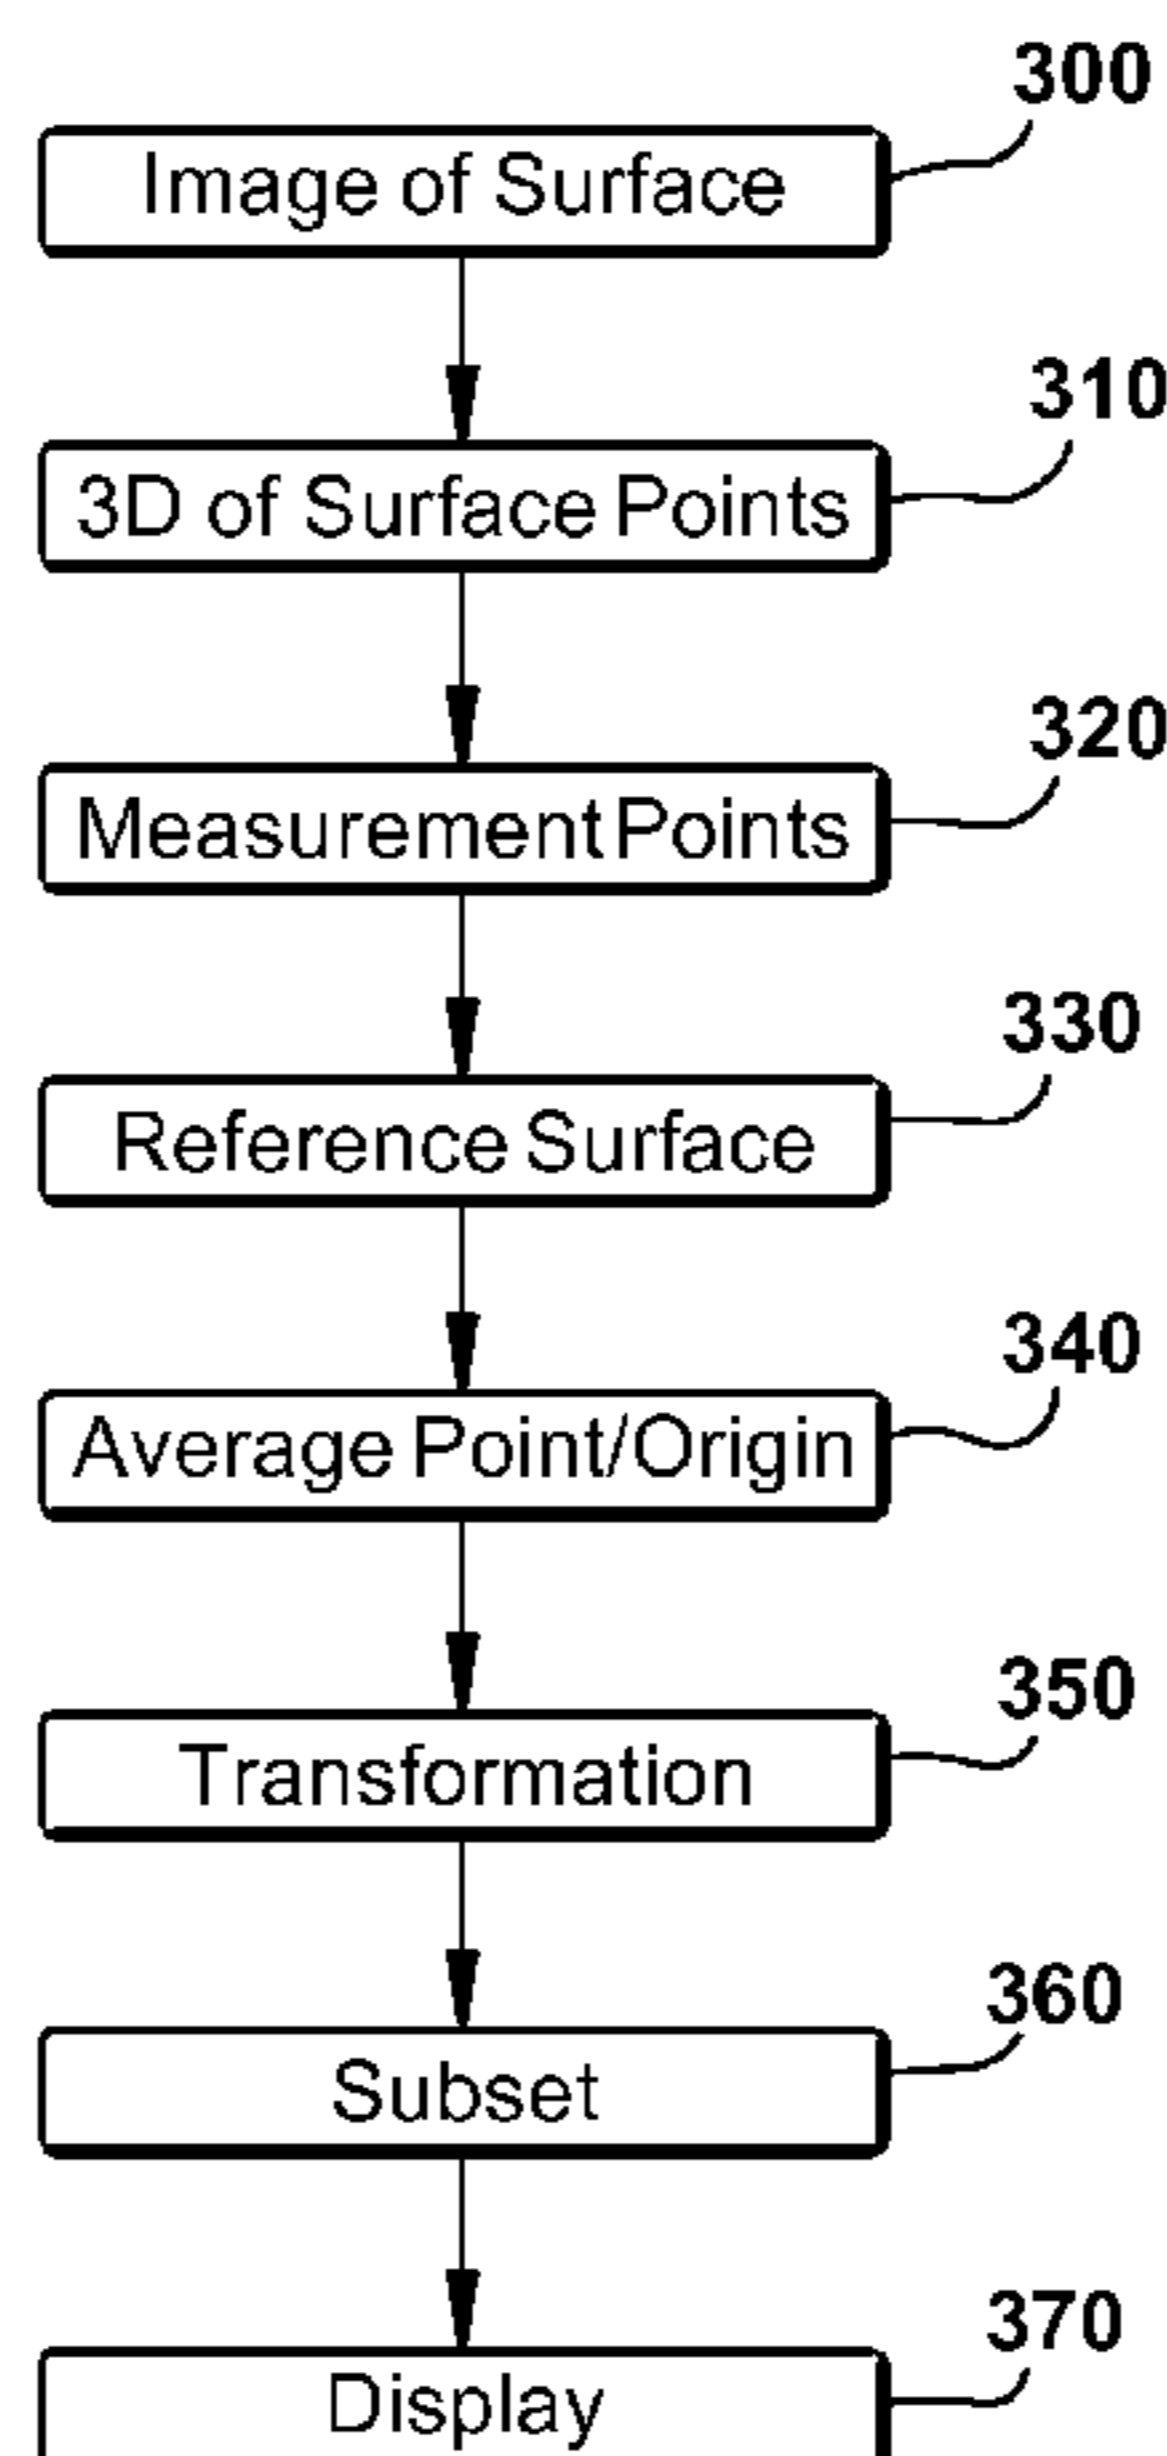 300
Image of Surface
310
3D of Surface Points
320
Measurement Points
330
Reference Surface
340
Average Point/Origin
350
Transformation
360
Subset
370
Display